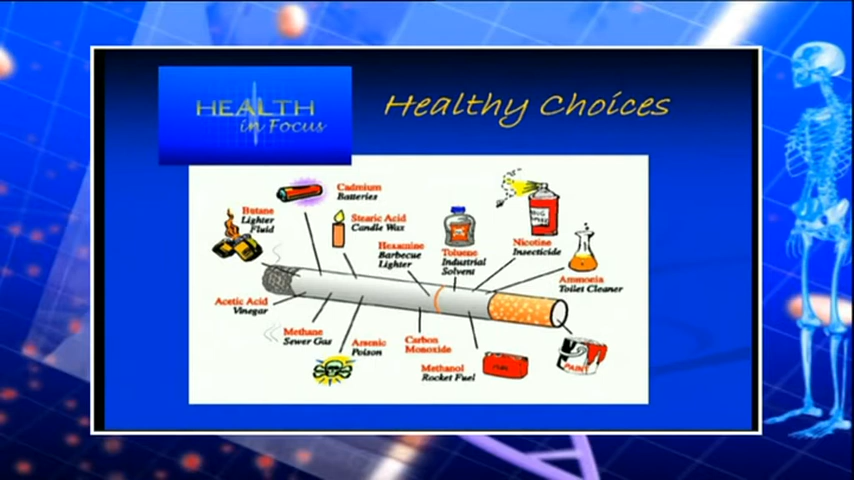 HEALTH
in Focus
Healthy Choices
Cadmium
Batteries
Butane
Lighter
Fluid
Stearic Acid
Candle Wax
Hexamine
Barbecue
Lighter
Toluene
Industrial
Solvent
BUG
Nicotine
Insecticide
Ammonia
Toilet Cleaner
Acetic Acid
Vinegar
Methane
Sewer Gas
Arsenic
Poison
Carbon
Monoxide
Methanol
Rocket Fuel
PAINT